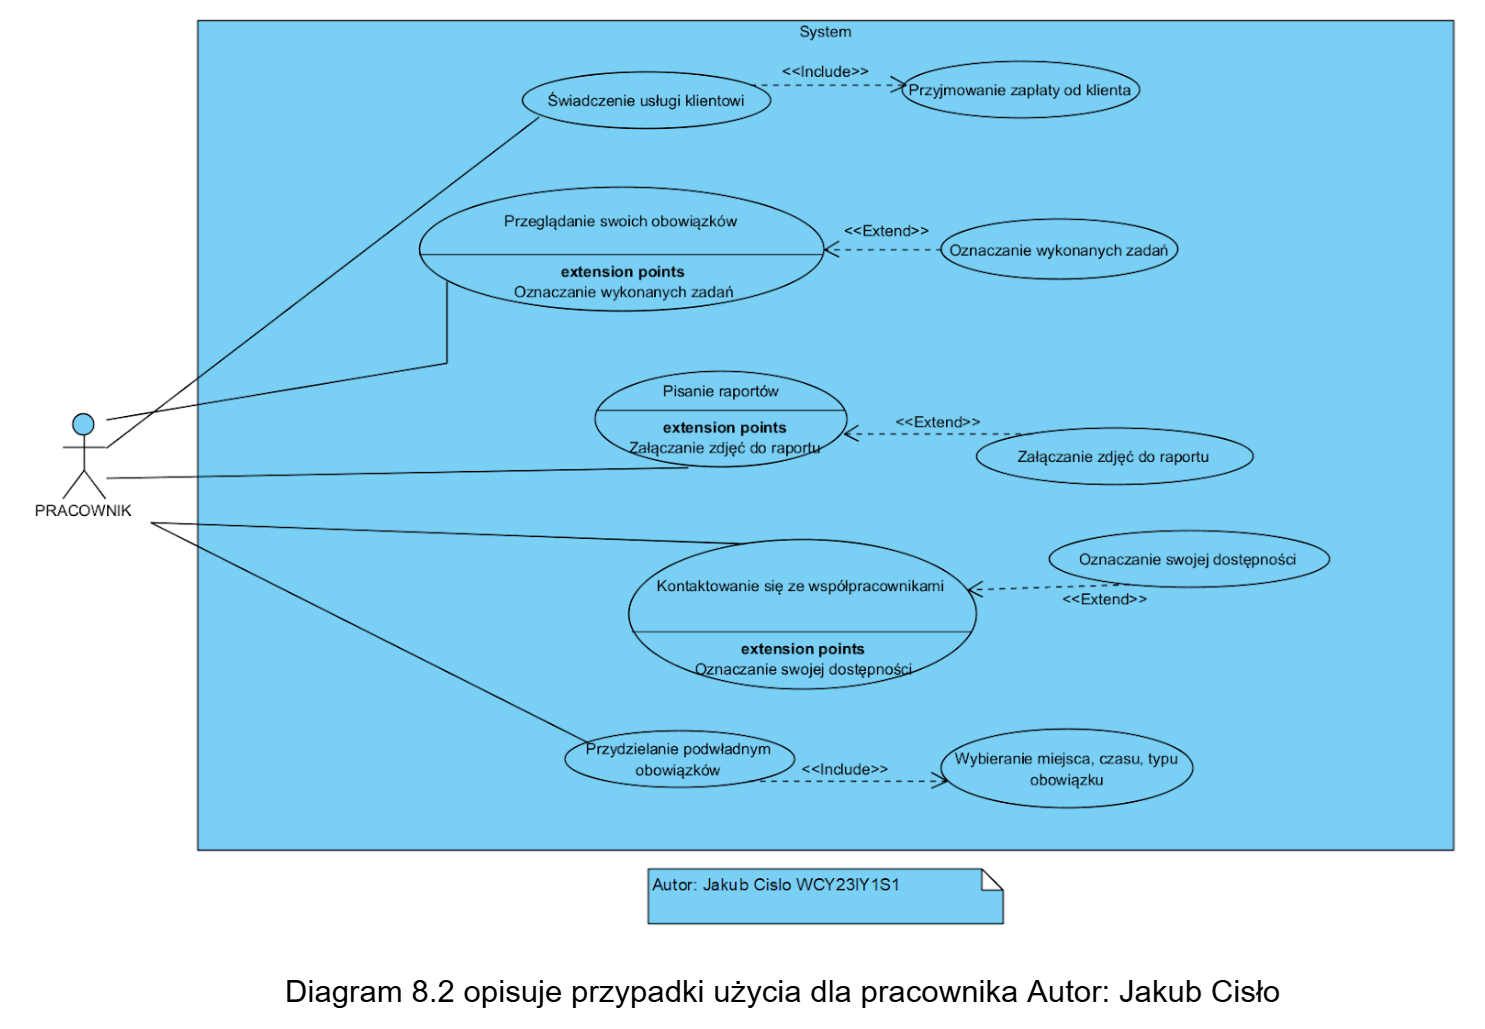 System
<<Include>>
Świadczenie usługi klientowi
Przyjmowanie zapłaty od klienta
Przeglądanie swoich obowiązków
extension points
Oznaczanie wykonanych zadań
<<Extend>>
Oznaczanie wykonanych zadań
Pisanie raportów
extension points
Załączanie zdjęć do raportu
<<Extend>>
Załączanie zdjęć do raportu
PRACOWNIK
Kontaktowanie się ze współpracownikami
extension points
Oznaczanie swojej dostępności
Oznaczanie swojej dostępności
<<Extend>>
Przydzielanie podwładnym
obowiązków
<<Include>>
Wybieranie miejsca, czasu, typu
obowiązku
Autor: Jakub Cislo WCY23IY1S1
Diagram 8.2 opisuje przypadki użycia dla pracownika Autor: Jakub Cisło